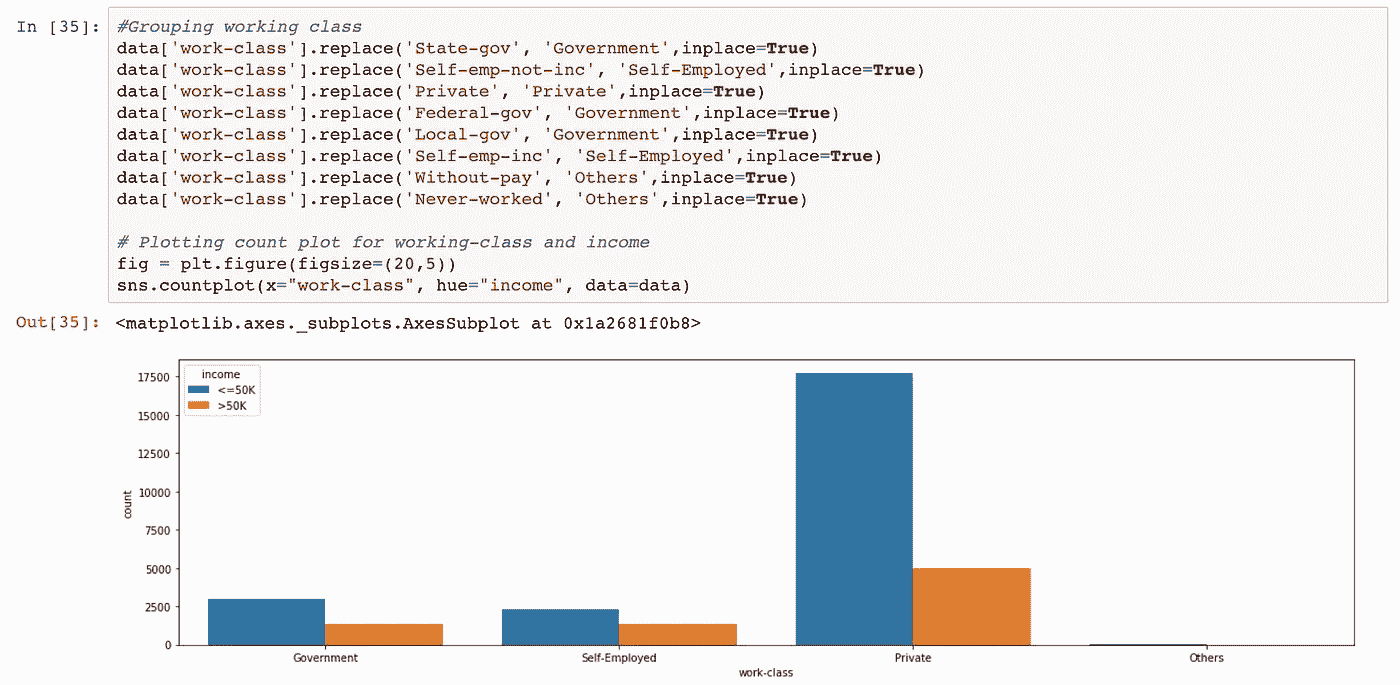 In [35]: #Grouping working class
data['work-class'].replace('State-gov', 'Government',inplace=True)
data['work-class'].replace('Self-emp-not-inc', 'Self-Employed',inplace=True)
data['work-class'].replace('Private', 'Private',inplace=True)
data['work-class'].replace('Federal-gov', 'Government',inplace=True)
data['work-class'].replace('Local-gov', 'Government',inplace=True)
data['work-class'].replace('Self-emp-inc', 'Self-Employed',inplace=True)
data['work-class'].replace('Without-pay', 'Others',inplace=True)
data['work-class'].replace('Never-worked', 'Others',inplace=True)
# Plotting count plot for working-class and income
fig = plt.figure(figsize=(20,5))
sns.countplot(x="work-class", hue="income", data=data)
Out[35]: <matplotlib.axes._subplots.AxesSubplot at 0x1a2681f0b8>
income
<=50K
>50K
17500
15000
12500
10000
7500
5000
2500
0
count
Government Self-Employed Private Others
work-class